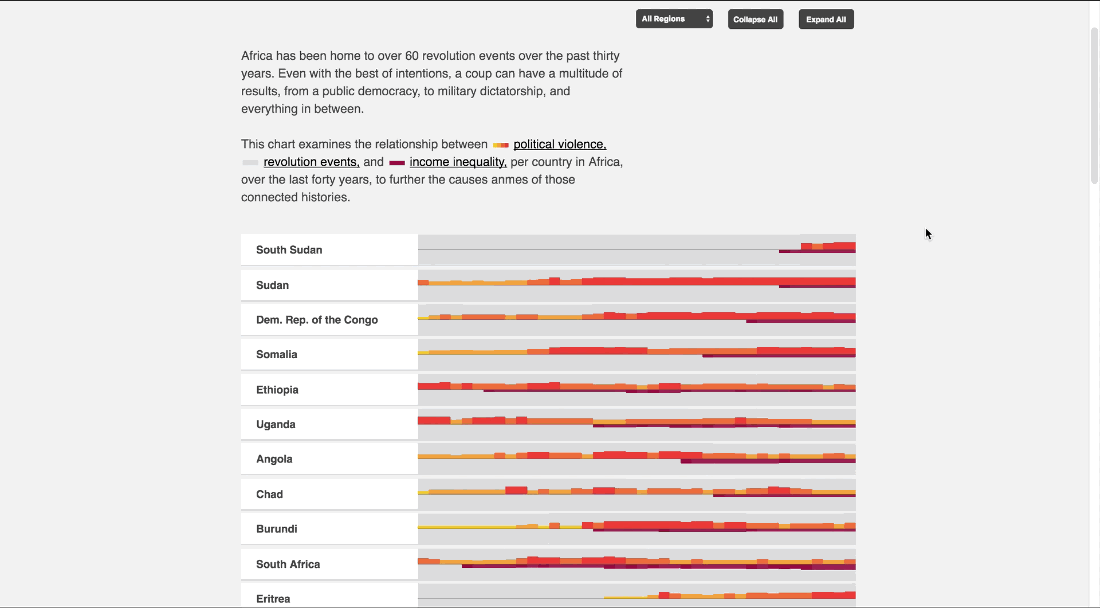 All Regions
Collapse All
Expand All
Africa has been home to over 60 revolution events over the past thirty
years. Even with the best of intentions, a coup can have a multitude of
results, from a public democracy, to military dictatorship, and
everything in between.
This chart examines the relationship between political violence,
revolution events, and income inequality, per country in Africa,
over the last forty years, to further the causes anmes of those
connected histories.
South Sudan
Sudan
Dem. Rep. of the Congo
Somalia
Ethiopia
Uganda
Angola
Chad
Burundi
South Africa
Eritrea